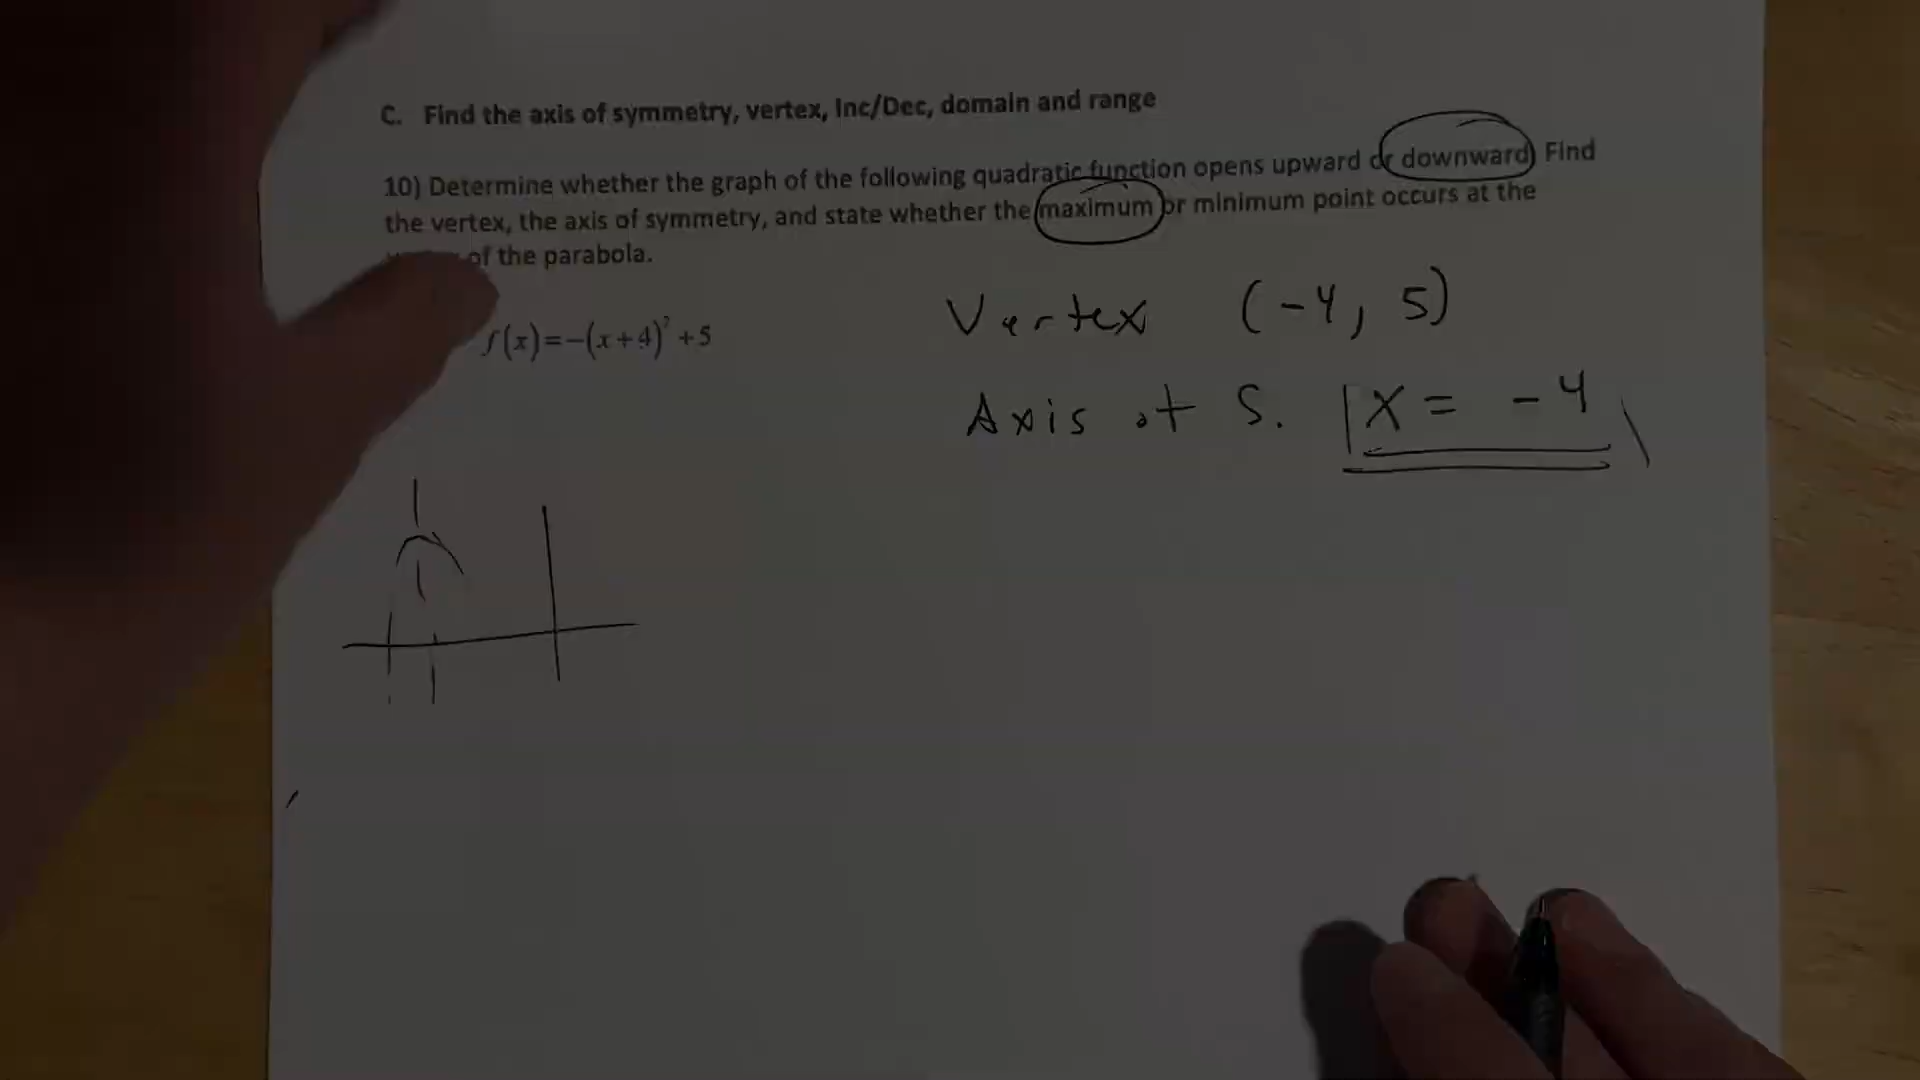 C. Find the axis of symmetry, vertex, Inc/Dec, domain and range
10) Determine whether the graph of the following quadratic function opens upward or downward. Find
the vertex, the axis of symmetry, and state whether the maximum or minimum point occurs at the
of the parabola.
f(x)=-(x+4)²+5
Vertex (-4, 5)
Axis of S. x = -4